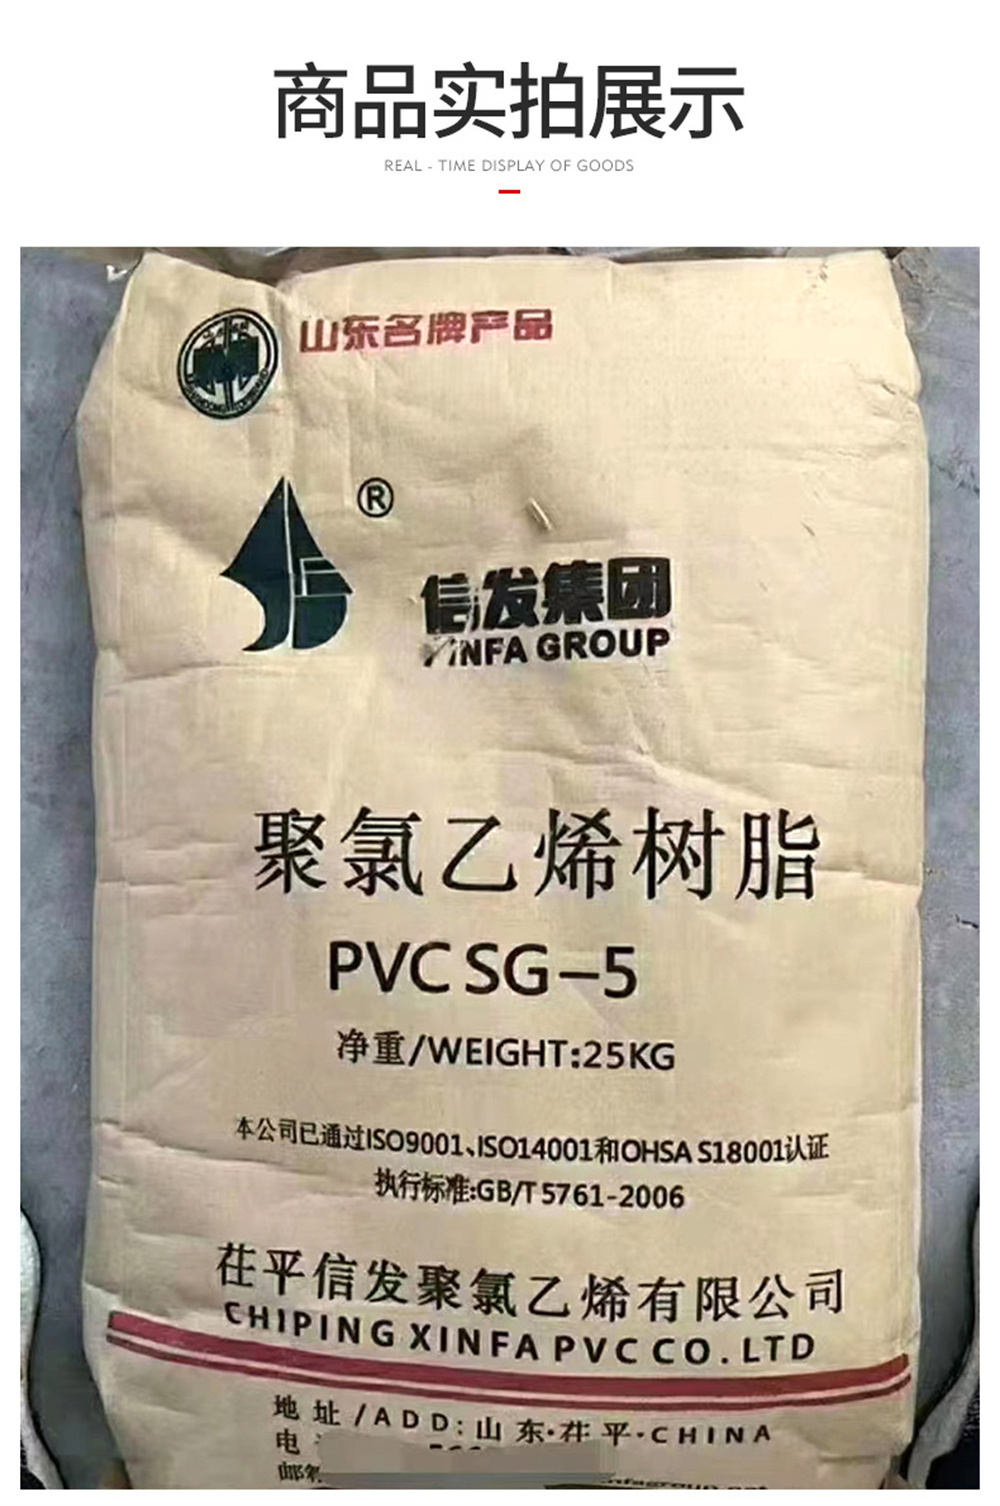 商品实拍展示
REAL - TIME DISPLAY OF GOODS
山东名牌产品
®
信发集团
XINFA GROUP
聚氯乙烯树脂
PVC SG-5
净重/WEIGHT:25KG
本公司已通过ISO9001、ISO14001和OHSA S18001认证
执行标准:GB/T5761-2006
茌平信发聚氯乙烯有限公司
CHIPING XINFA PVC CO. LTD
地址/ADD:山东·茌平·CHINA
电
邮